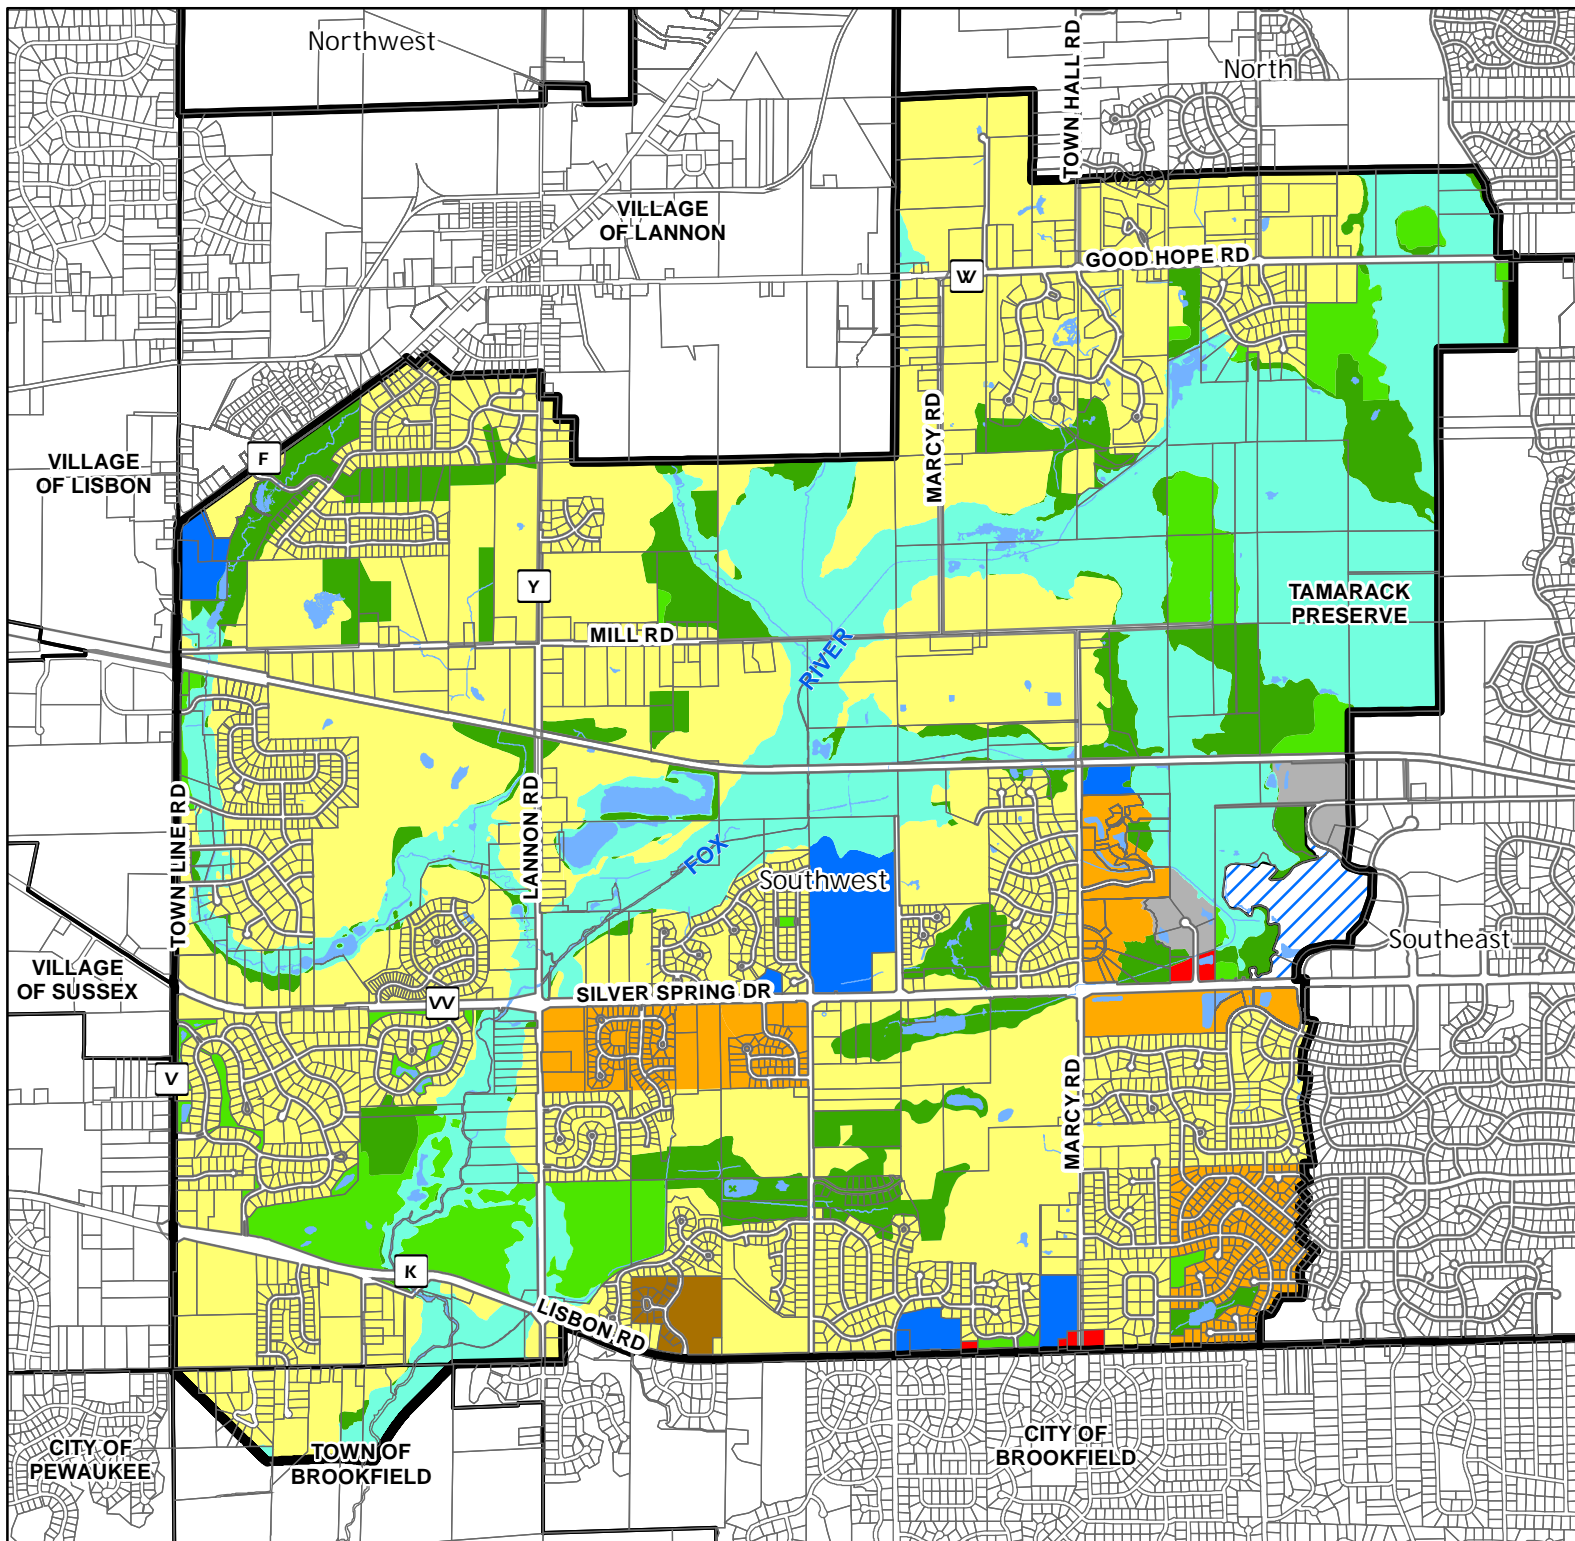 Northwest
TOWN HALL RD
North
VILLAGE
OF LANNON
GOOD HOPE RD
W
MARCY RD
VILLAGE
OF LISBON
F
Y
TAMARACK
PRESERVE
MILL RD
RIVER
TOWN LINE RD
LANNON RD
FOX
Southwest
Southeast
VILLAGE
OF SUSSEX
VV
SILVER SPRING DR
V
MARCY RD
K
LISBON RD
CITY OF
PEWAUKEE
TOWN OF
BROOKFIELD
CITY OF
BROOKFIELD